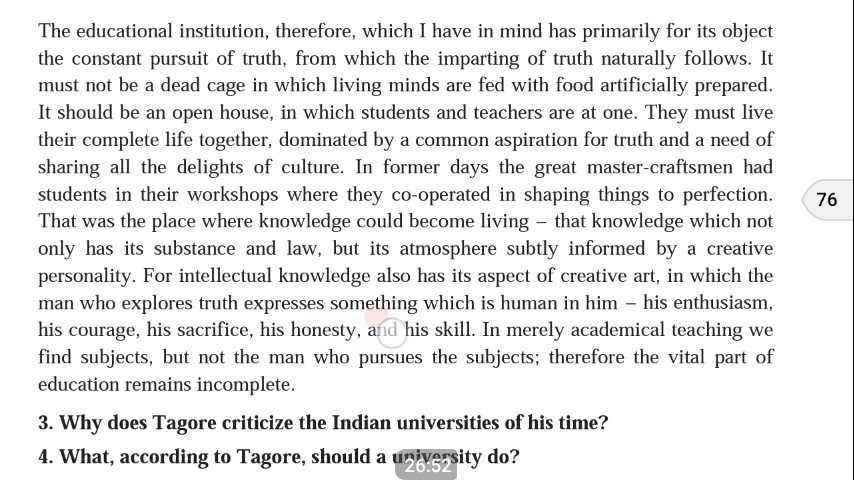 The educational institution, therefore, which I have in mind has primarily for its object
the constant pursuit of truth, from which the imparting of truth naturally follows. It
must not be a dead cage in which living minds are fed with food artificially prepared.
It should be an open house, in which students and teachers are at one. They must live
their complete life together, dominated by a common aspiration for truth and a need of
sharing all the delights of culture. In former days the great master-craftsmen had
students in their workshops where they co-operated in shaping things to perfection.
That was the place where knowledge could become living – that knowledge which not
only has its substance and law, but its atmosphere subtly informed by a creative
personality. For intellectual knowledge also has its aspect of creative art, in which the
man who explores truth expresses something which is human in him – his enthusiasm,
his courage, his sacrifice, his honesty, and his skill. In merely academical teaching we
find subjects, but not the man who pursues the subjects; therefore the vital part of
education remains incomplete.
3. Why does Tagore criticize the Indian universities of his time?
4. What, according to Tagore, should a university do?
76
26:52